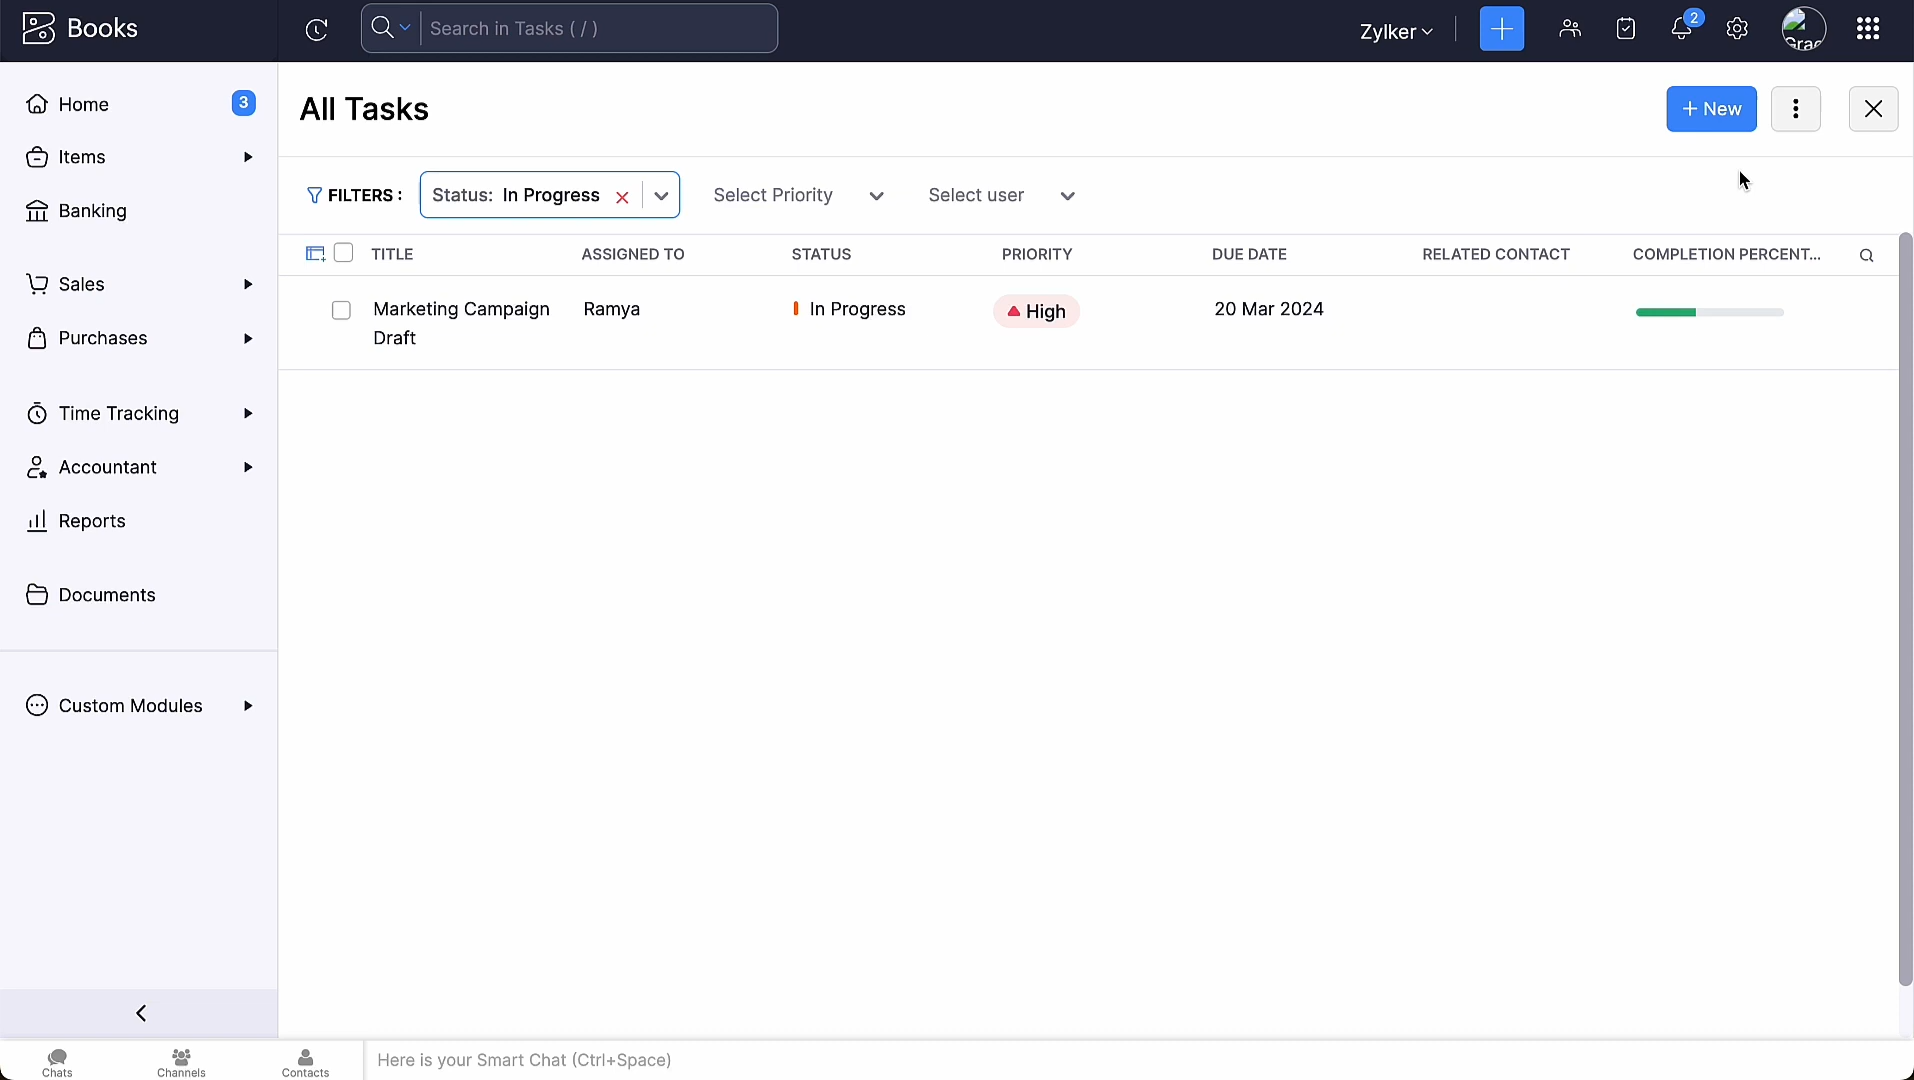 Books
Search in Tasks ( / )
Zylker
2
Grac
Home
3
Items
Banking
Sales
Purchases
Time Tracking
Accountant
Reports
Documents
Custom Modules
All Tasks
+ New
FILTERS :
Status: In Progress
Select Priority
Select user
TITLE
ASSIGNED TO
STATUS
PRIORITY
DUE DATE
RELATED CONTACT
COMPLETION PERCENT...
Marketing Campaign
Draft
Ramya
In Progress
High
20 Mar 2024
Chats
Channels
Contacts
Here is your Smart Chat (Ctrl+Space)